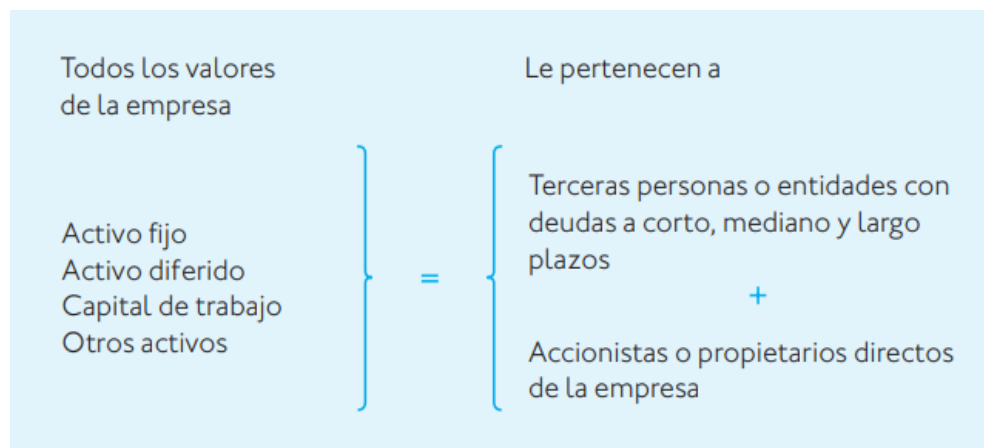 Todos los valores
de la empresa
Le pertenecen a
Activo fijo
Activo diferido
Capital de trabajo
Otros activos
=
Terceras personas o entidades con
deudas a corto, mediano y largo
plazos
+
Accionistas o propietarios directos
de la empresa